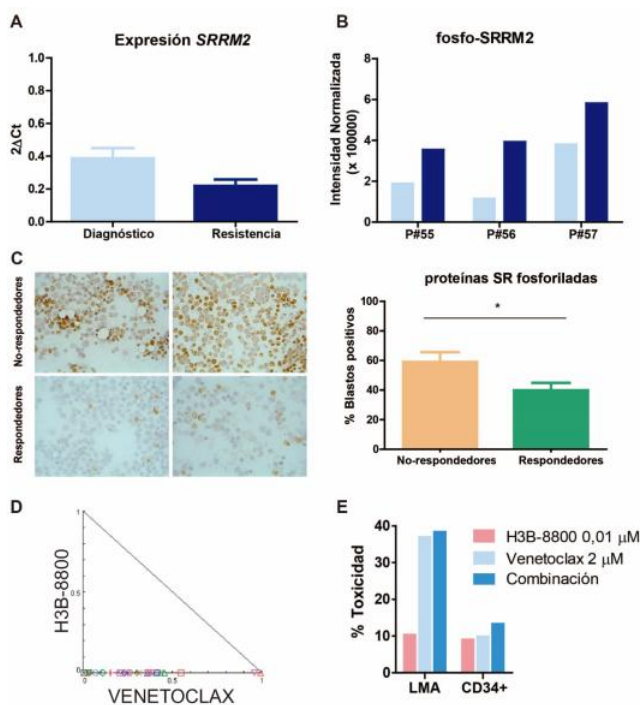 A
Expresión SRRM2
2ΔCt
1.0
0.8
0.6
0.4
0.2
0.0
Diagnóstico
Resistencia
B
fosfo-SRRM2
Intensidad Normalizada
(x 100000)
8
6
4
2
0
P#55
P#56
P#57
C
No-respondedores
Respondedores
proteínas SR fosforiladas
% Blastos positivos
100
80
60
40
20
0
*
No-respondedores
Respondedores
D
H3B-8800
1
0.5
0
0
0.5
1
VENETOCLAX
E
% Toxicidad
40
30
20
10
0
H3B-8800 0,01 µM
Venetoclax 2 µM
Combinación
LMA
CD34+